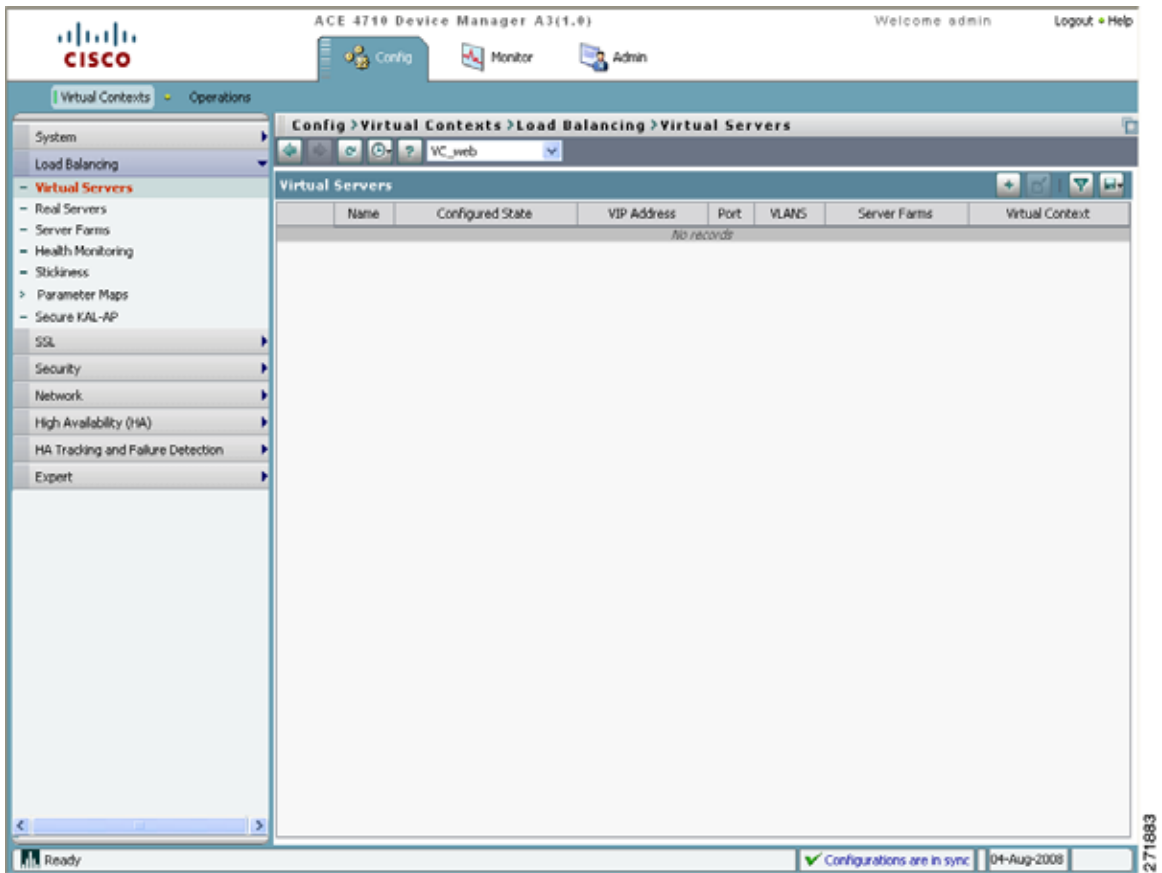 ACE 4710 Device Manager A3(1.0)
Welcome admin
Logout
Help
CISCO
Config
Monitor
Admin
Virtual Contexts
Operations
Config > Virtual Contexts > Load Balancing > Virtual Servers
VC_web
System
Load Balancing
Virtual Servers
Real Servers
Server Farms
Health Monitoring
Stickiness
Parameter Maps
Secure KAL-AP
SSL
Security
Network
High Availability (HA)
HA Tracking and Failure Detection
Expert
Virtual Servers
Name Configured State VIP Address Port VLANS Server Farms Virtual Context
No records
Ready
Configurations are in sync
04-Aug-2008
271883